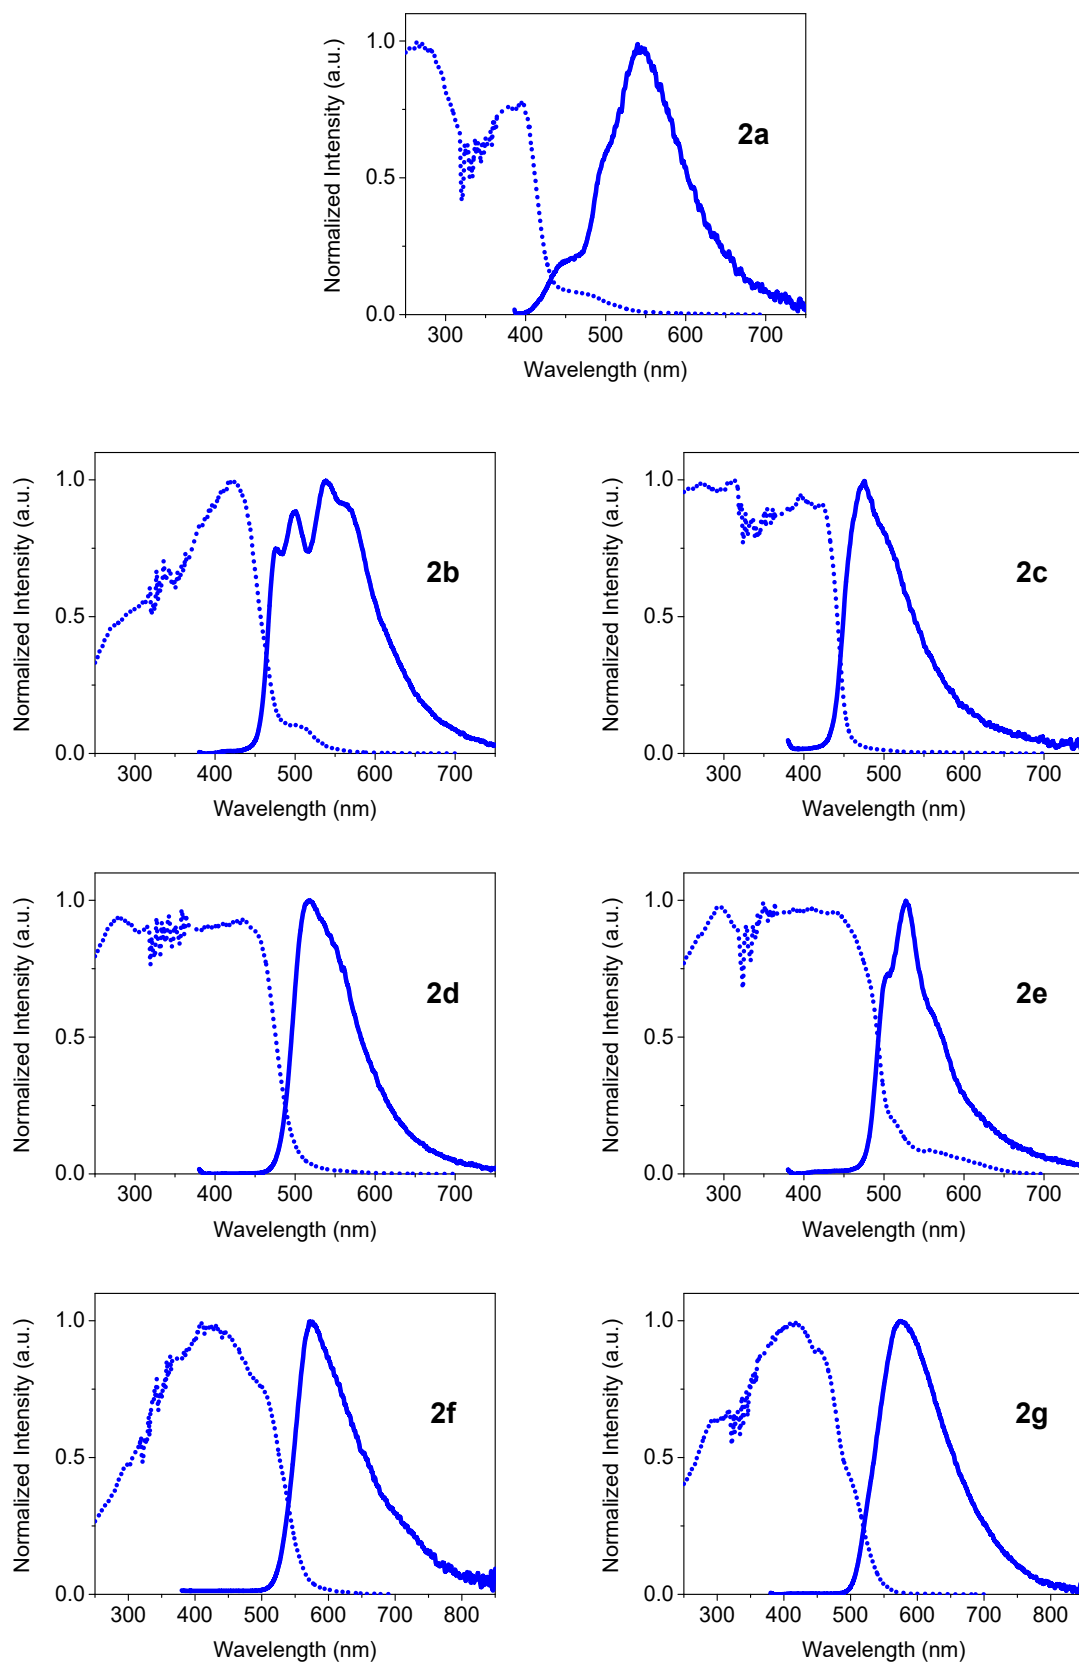 1.0
0.5
0.0
Normalized Intensity (a.u.)
2a
300 400 500 600 700
Wavelength (nm)
1.0
0.5
0.0
Normalized Intensity (a.u.)
2b
300 400 500 600 700
Wavelength (nm)
1.0
0.5
0.0
Normalized Intensity (a.u.)
2c
300 400 500 600 700
Wavelength (nm)
1.0
0.5
0.0
Normalized Intensity (a.u.)
2d
300 400 500 600 700
Wavelength (nm)
1.0
0.5
0.0
Normalized Intensity (a.u.)
2e
300 400 500 600 700
Wavelength (nm)
1.0
0.5
0.0
Normalized Intensity (a.u.)
2f
300 400 500 600 700 800
Wavelength (nm)
1.0
0.5
0.0
Normalized Intensity (a.u.)
2g
300 400 500 600 700 800
Wavelength (nm)